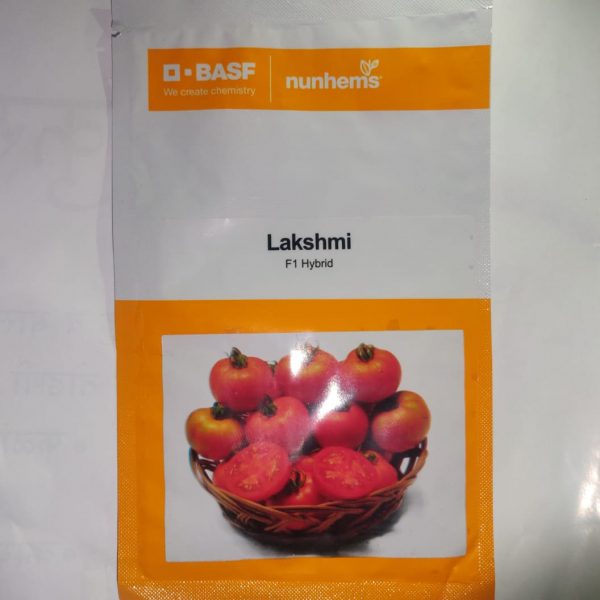 BASF
We create chemistry
nunhems®
Lakshmi
F1 Hybrid